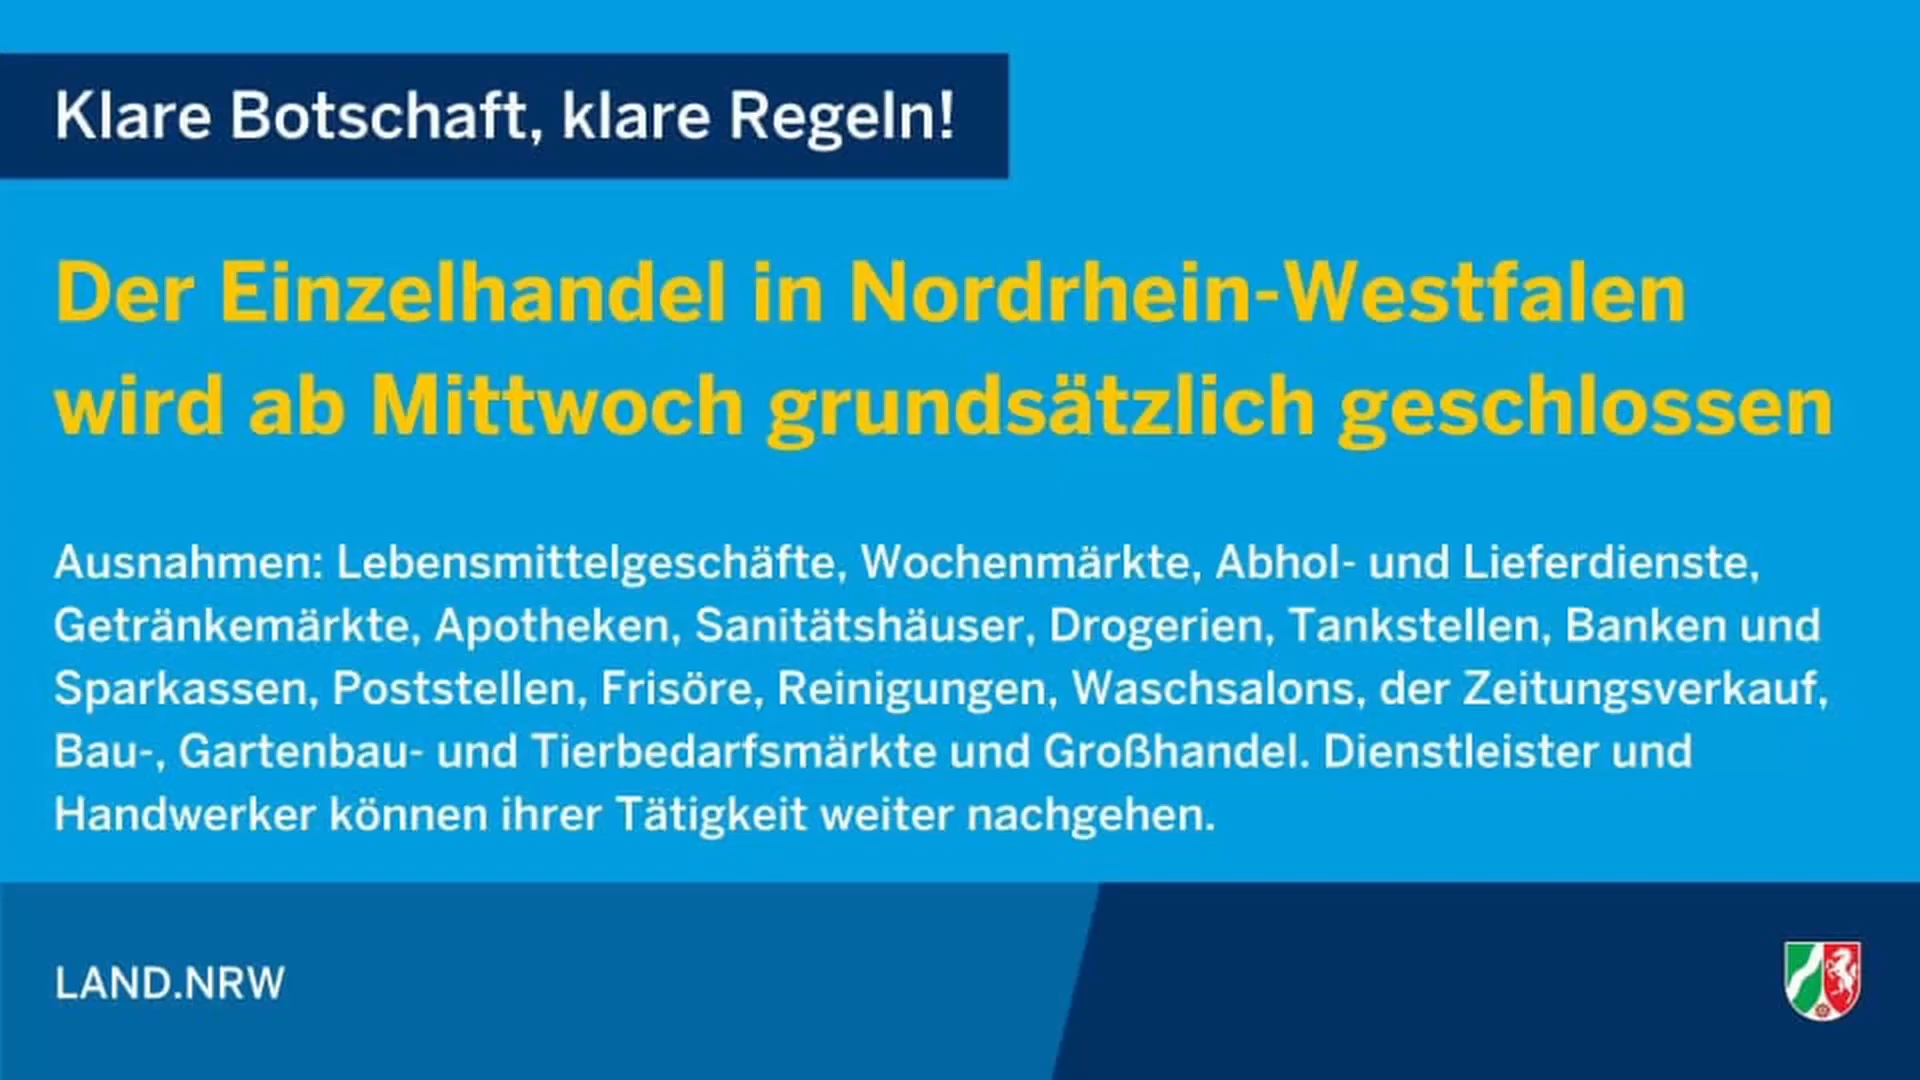 Klare Botschaft, klare Regeln!
Der Einzelhandel in Nordrhein-Westfalen
wird ab Mittwoch grundsätzlich geschlossen
Ausnahmen: Lebensmittelgeschäfte, Wochenmärkte, Abhol- und Lieferdienste,
Getränkemärkte, Apotheken, Sanitätshäuser, Drogerien, Tankstellen, Banken und
Sparkassen, Poststellen, Frisöre, Reinigungen, Waschsalons, der Zeitungsverkauf,
Bau-, Gartenbau- und Tierbedarfsmärkte und Großhandel. Dienstleister und
Handwerker können ihrer Tätigkeit weiter nachgehen.
LAND.NRW